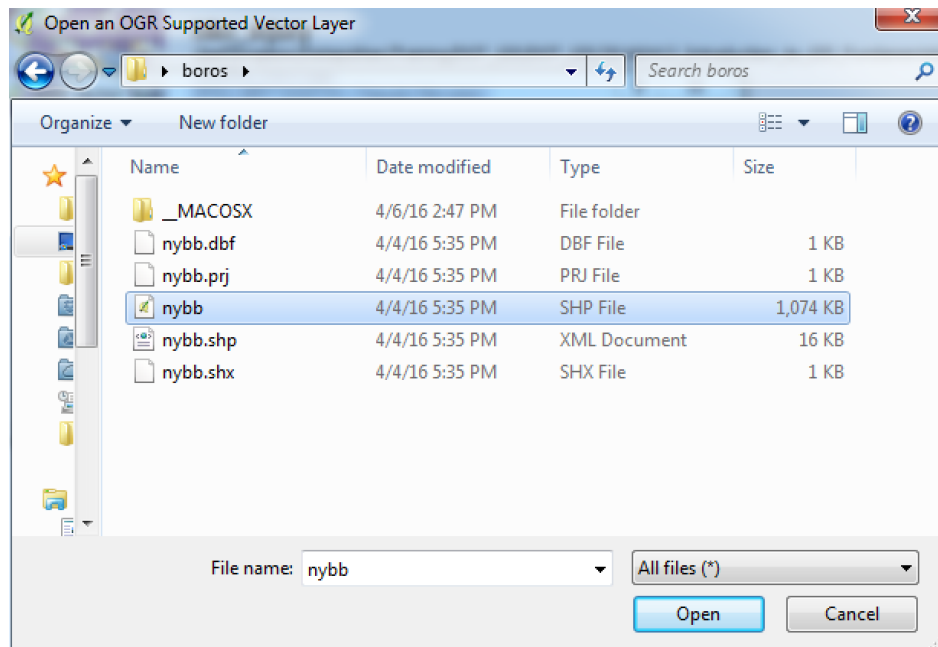 Open an OGR Supported Vector Layer
boros
Search boros
Organize New folder
Name Date modified Type Size
__MACOSX 4/6/16 2:47 PM File folder
nybb.dbf 4/4/16 5:35 PM DBF File 1 KB
nybb.prj 4/4/16 5:35 PM PRJ File 1 KB
nybb 4/4/16 5:35 PM SHP File 1,074 KB
nybb.shp 4/4/16 5:35 PM XML Document 16 KB
nybb.shx 4/4/16 5:35 PM SHX File 1 KB
File name: nybb All files (*)
Open Cancel